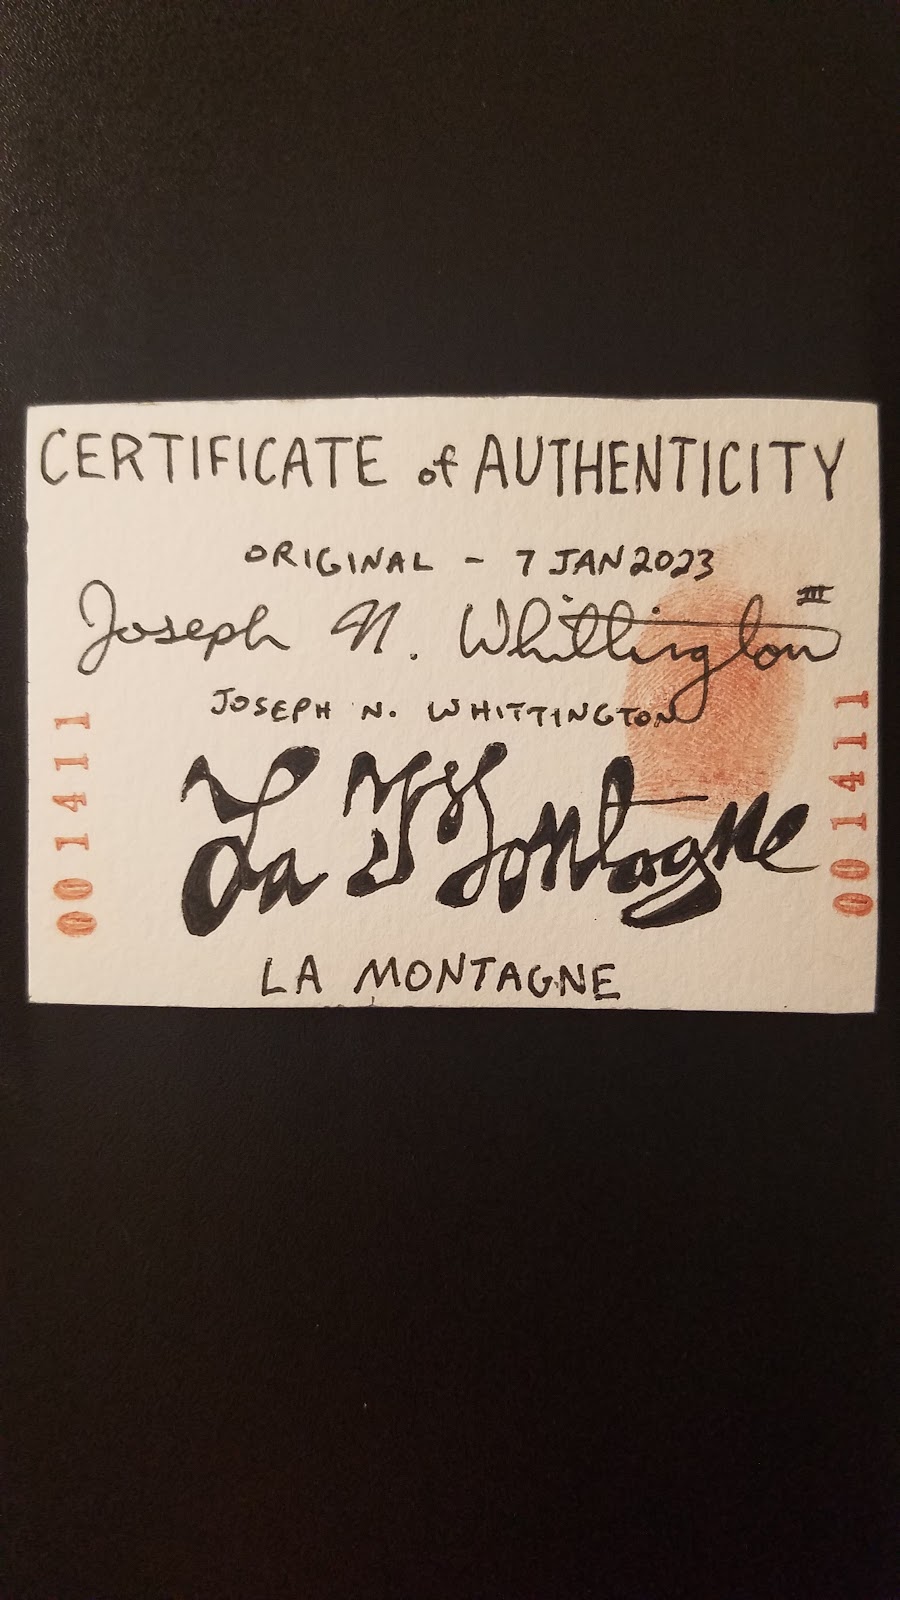 CERTIFICATE of AUTHENTICITY
ORIGINAL - 7 JAN 2023
Joseph N. Whittington III
JOSEPH N. WHITTINGTON
La Montagne
LA MONTAGNE
001411
001411